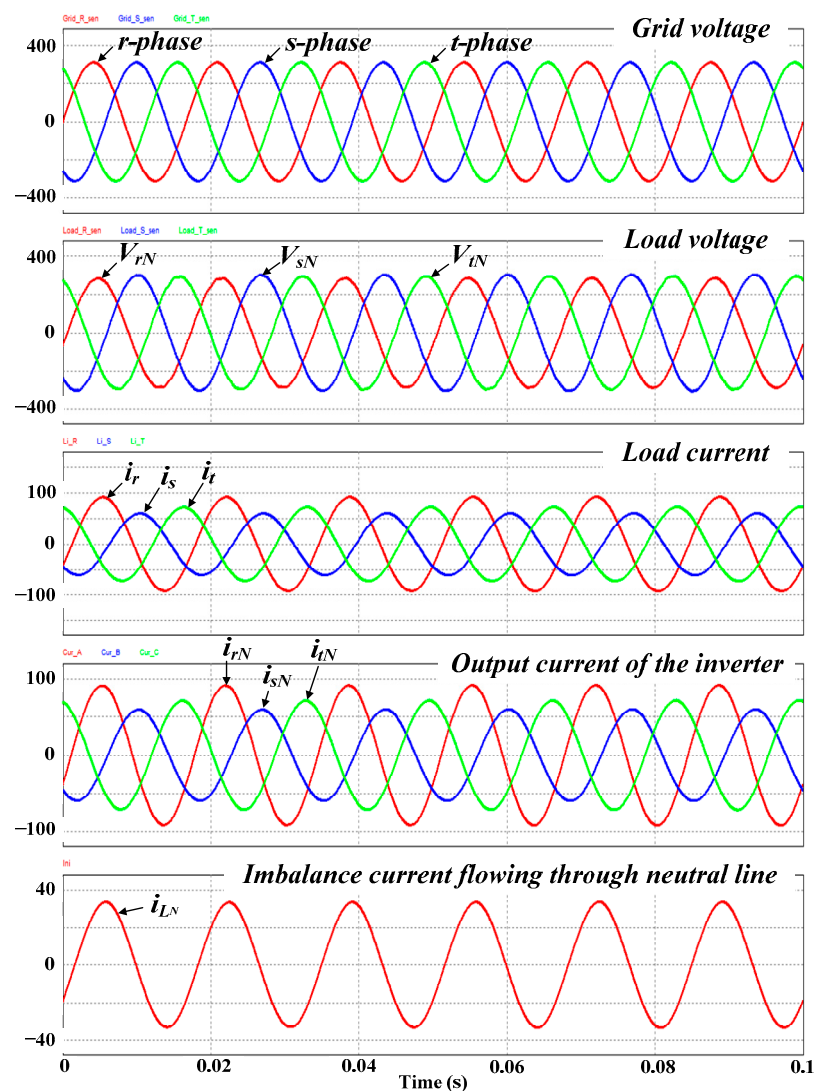 Grid_R_sen Grid_S_sen Grid_T_sen
r-phase s-phase t-phase Grid voltage
400
0
−400
Load_R_sen Load_S_sen Load_T_sen
VrN VsN VtN Load voltage
400
0
−400
Li_R Li_S Li_T
ir is it Load current
100
0
−100
Cur_A Cur_B Cur_C
irN isN itN Output current of the inverter
100
0
−100
Ini
Imbalance current flowing through neutral line
iLN
40
0
−40
0 0.02 0.04 0.06 0.08 0.1
Time (s)